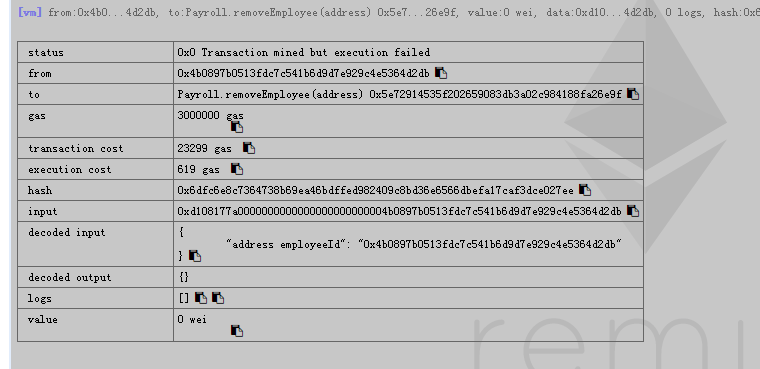 [vm] from:0x4b0...4d2db, to:Payroll.removeEmployee(address) 0x5e7...26e9f, value:0 wei, data:0xd10...4d2db, 0 logs, hash:0x6
status 0x0 Transaction mined but execution failed
from 0x4b0897b0513fdc7c541b6d9d7e929c4e5364d2db
to Payroll.removeEmployee(address) 0x5e72914535f202659083db3a02c984188fa26e9f
gas 3000000 gas
transaction cost 23299 gas
execution cost 619 gas
hash 0x6dfc6e8c7364738b69ea46bdffed982409c8bd36e6566dbefa17caf3dce027ee
input 0xd108177a0000000000000000000000004b0897b0513fdc7c541b6d9d7e929c4e5364d2db
decoded input {
"address employeeId": "0x4b0897b0513fdc7c541b6d9d7e929c4e5364d2db"
}
decoded output {}
logs []
value 0 wei
remi